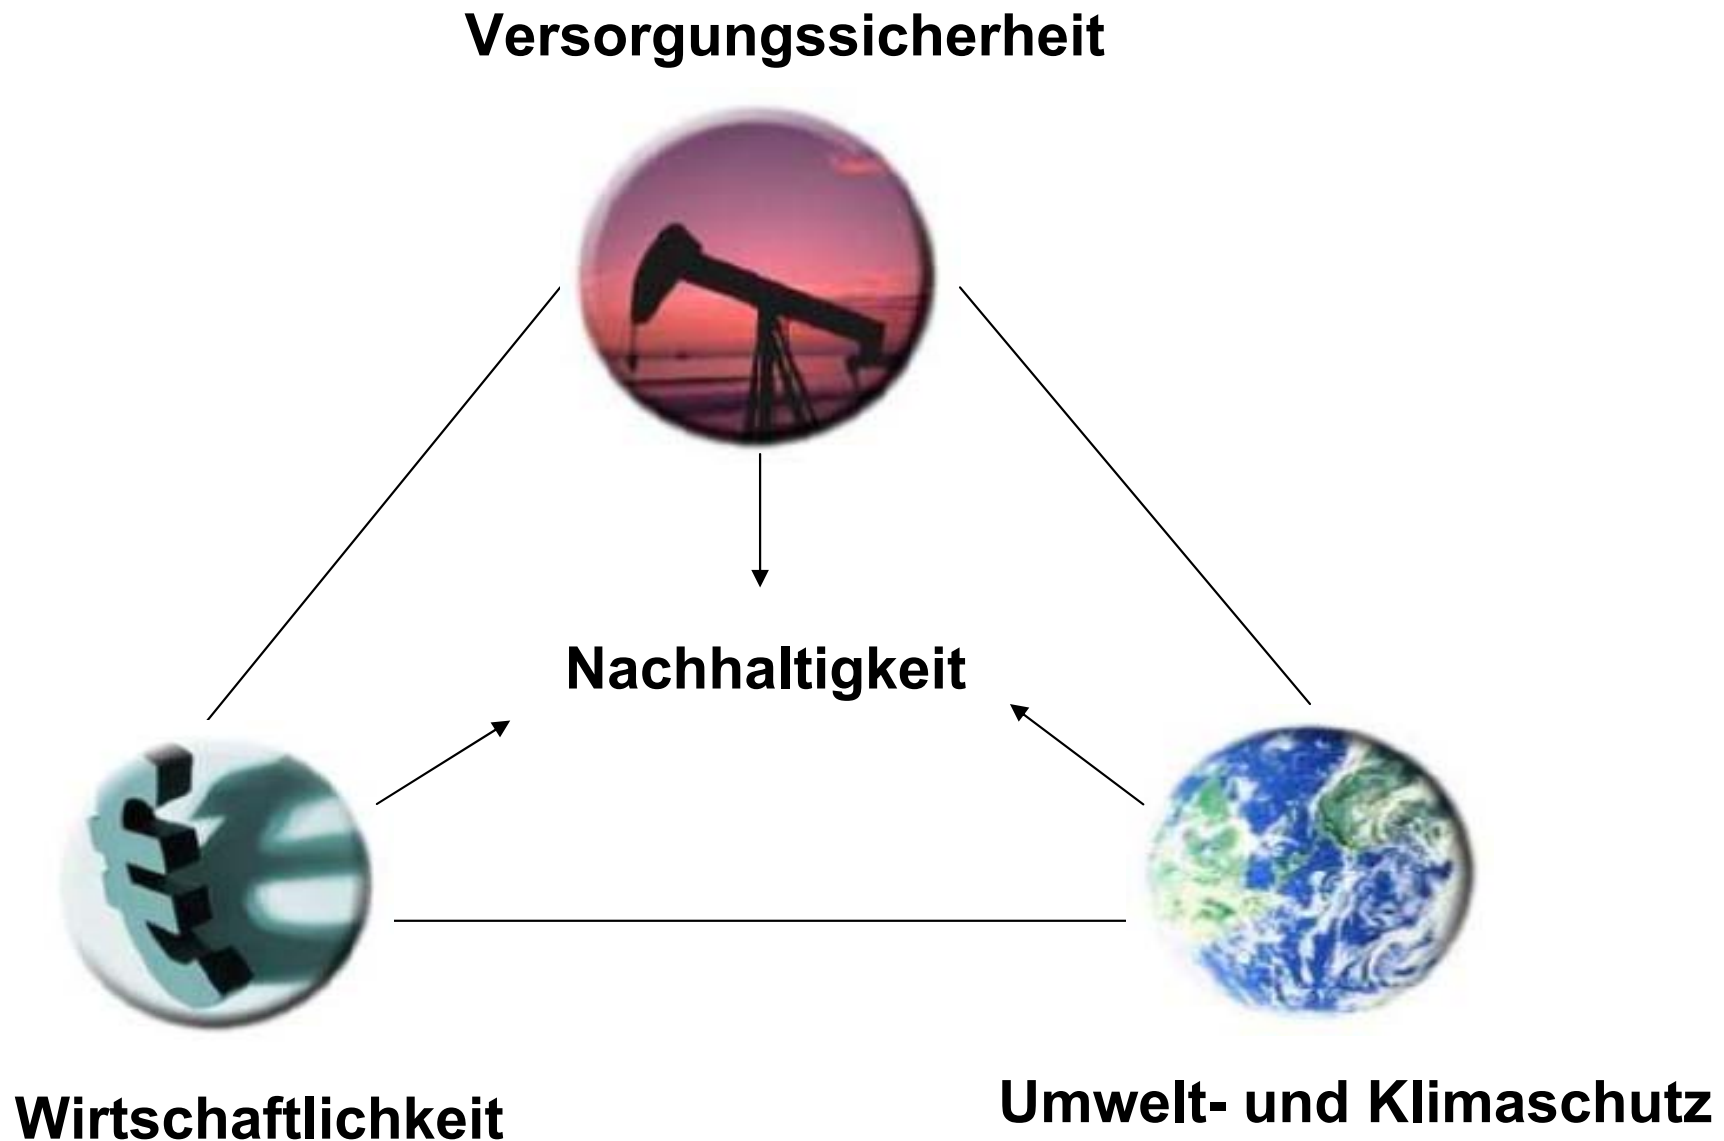 Versorgungssicherheit
Nachhaltigkeit
Wirtschaftlichkeit
Umwelt- und Klimaschutz